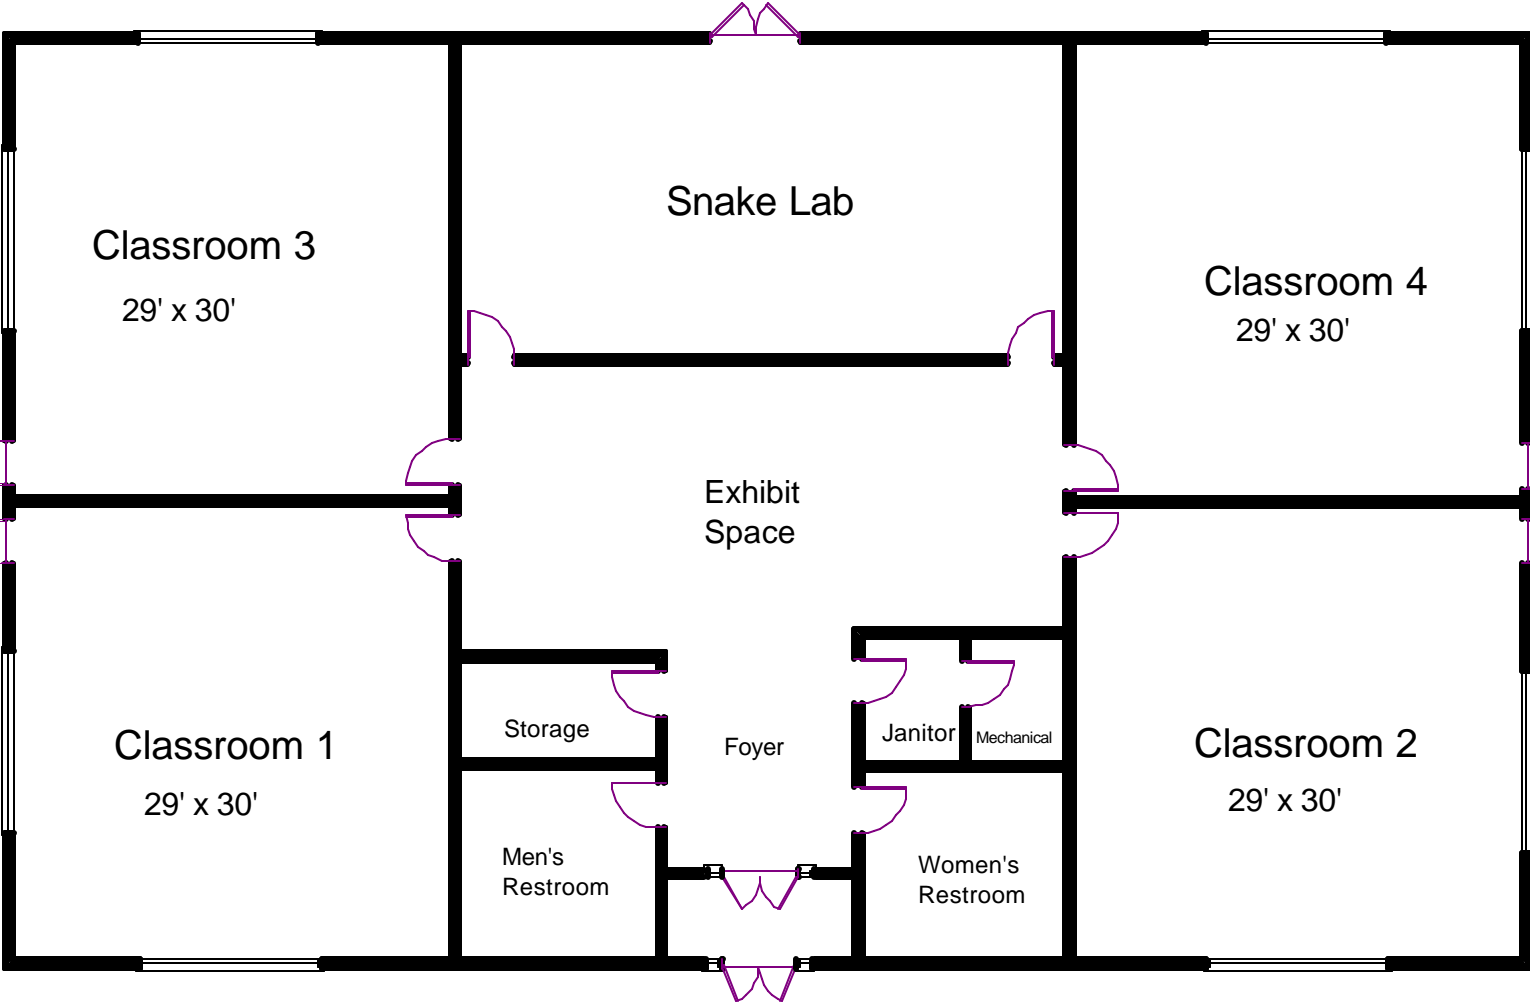 Snake Lab
Classroom 3
29' x 30'
Classroom 4
29' x 30'
Exhibit
Space
Storage
Foyer
Janitor
Mechanical
Classroom 1
29' x 30'
Classroom 2
29' x 30'
Men's
Restroom
Women's
Restroom